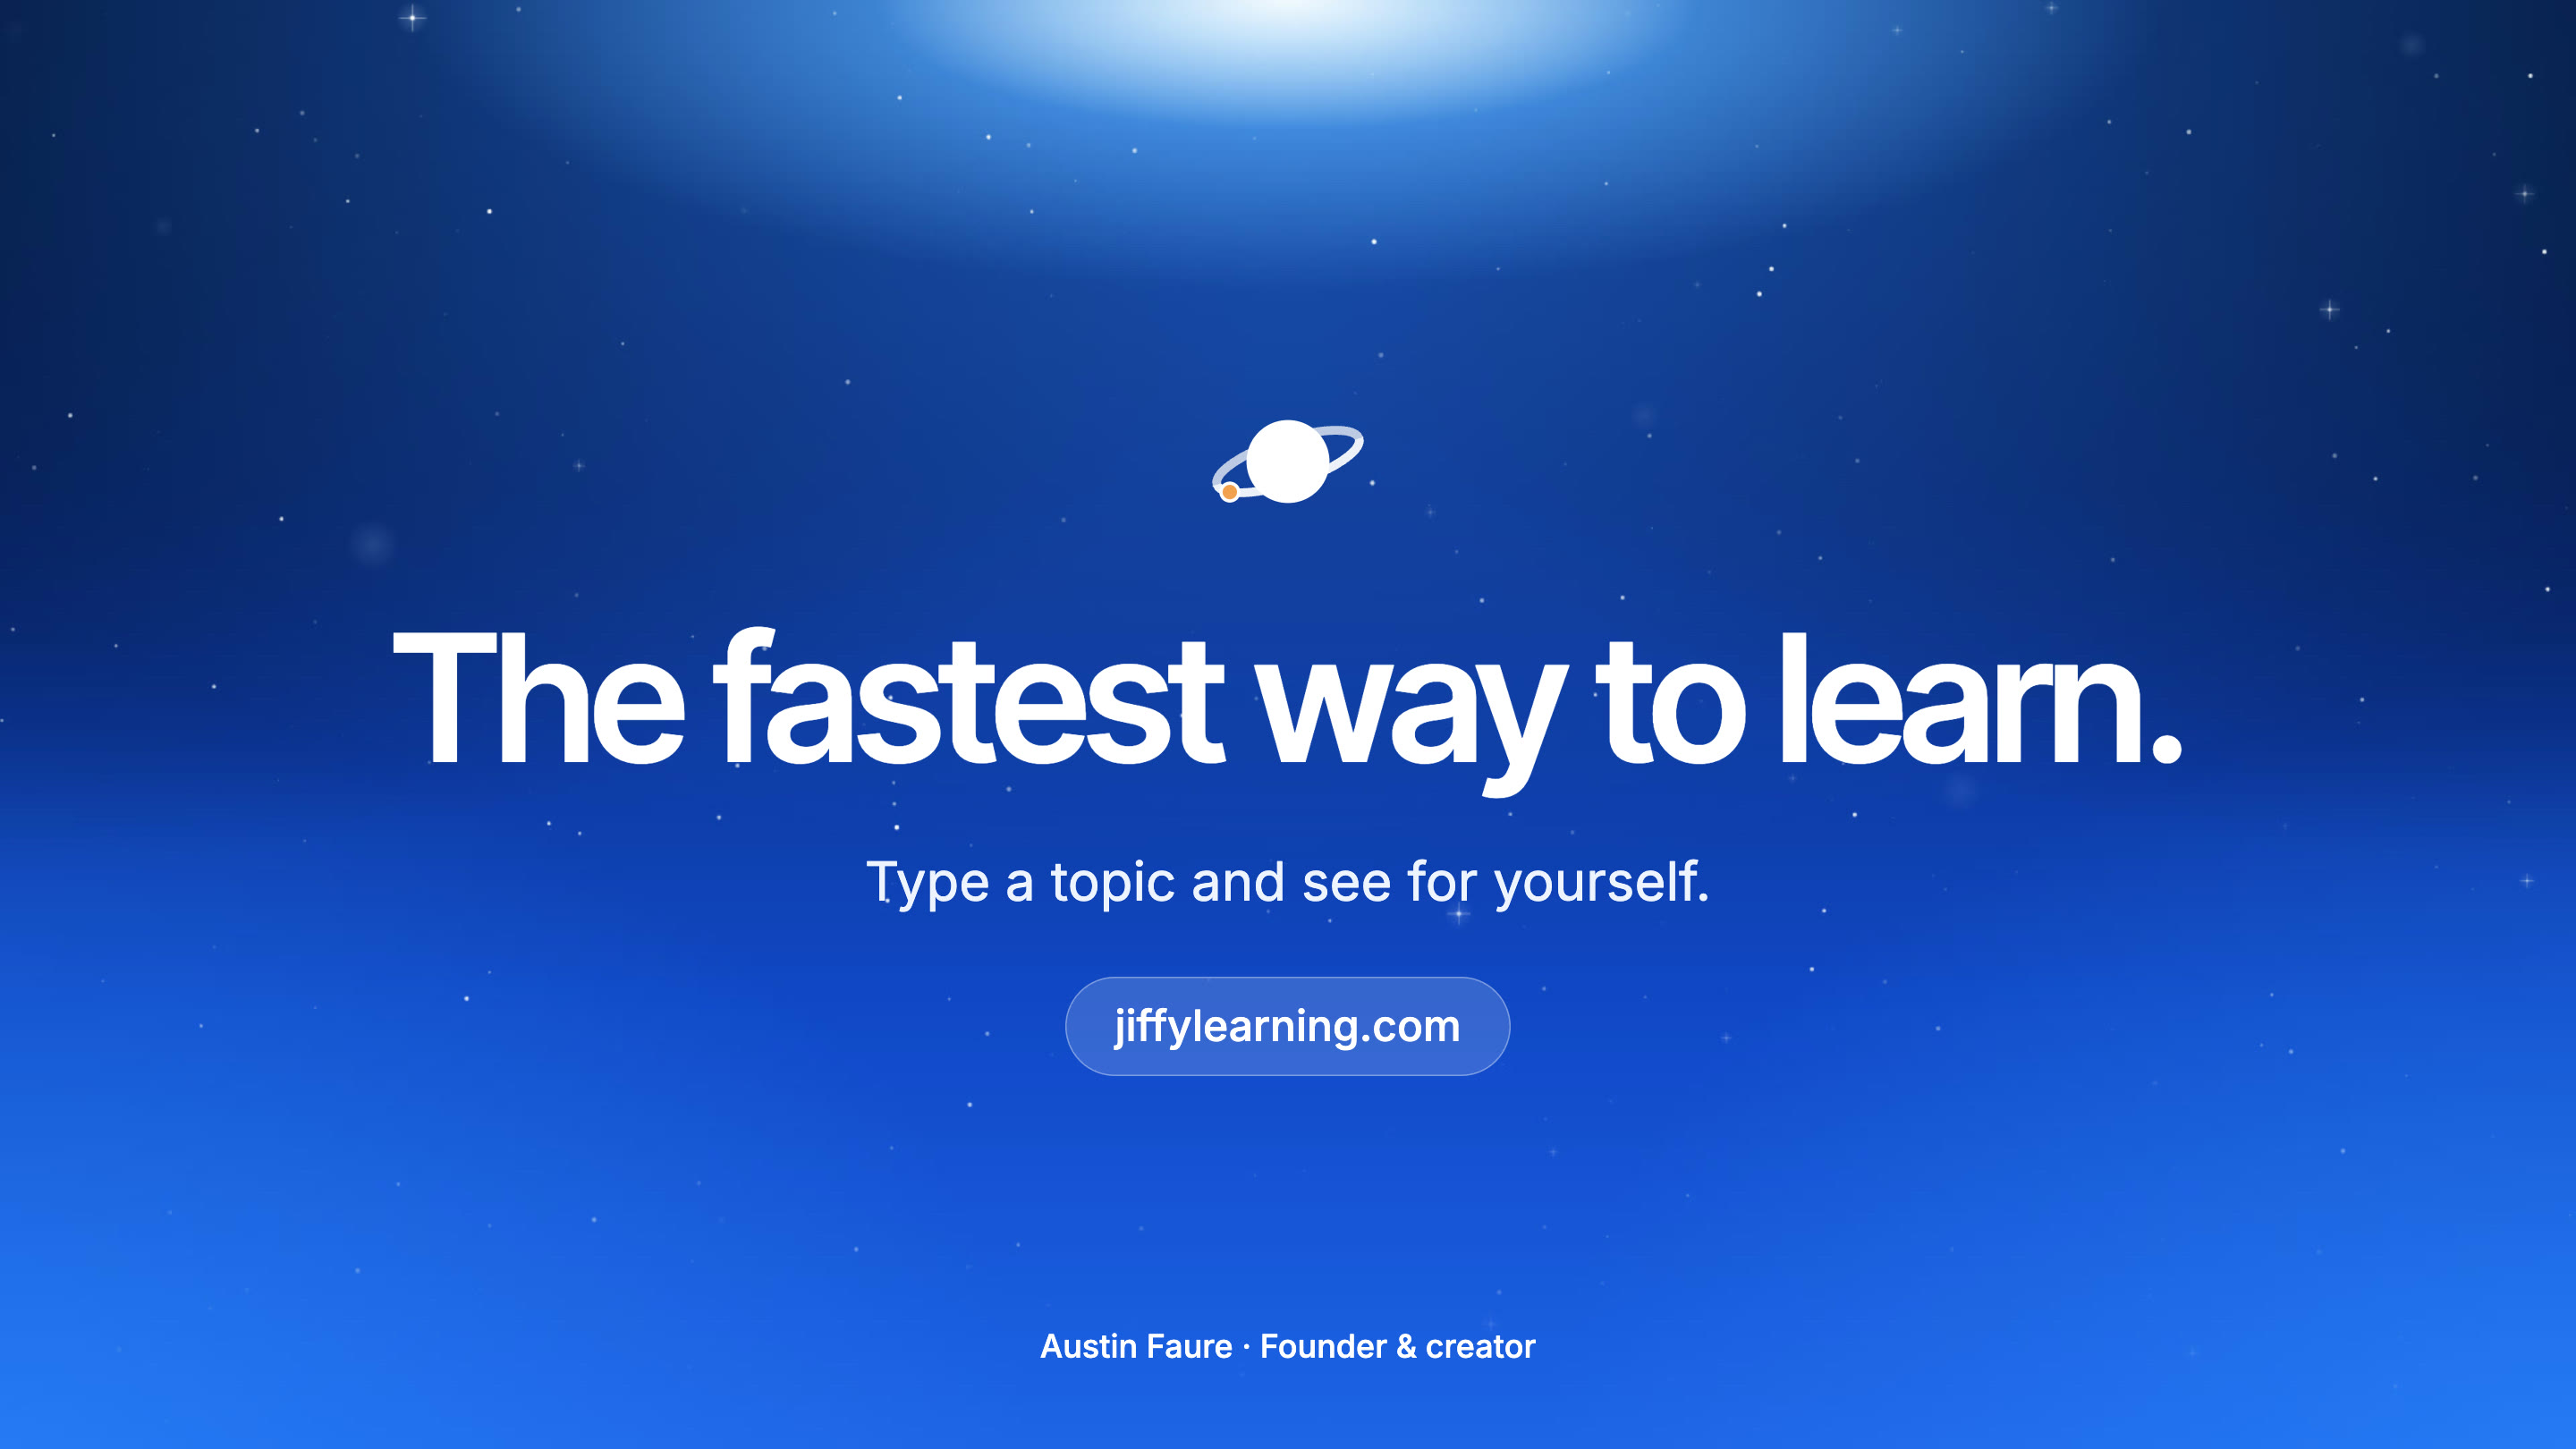 The fastest way to learn.
Type a topic and see for yourself.
jiffylearning.com
Austin Faure · Founder & creator